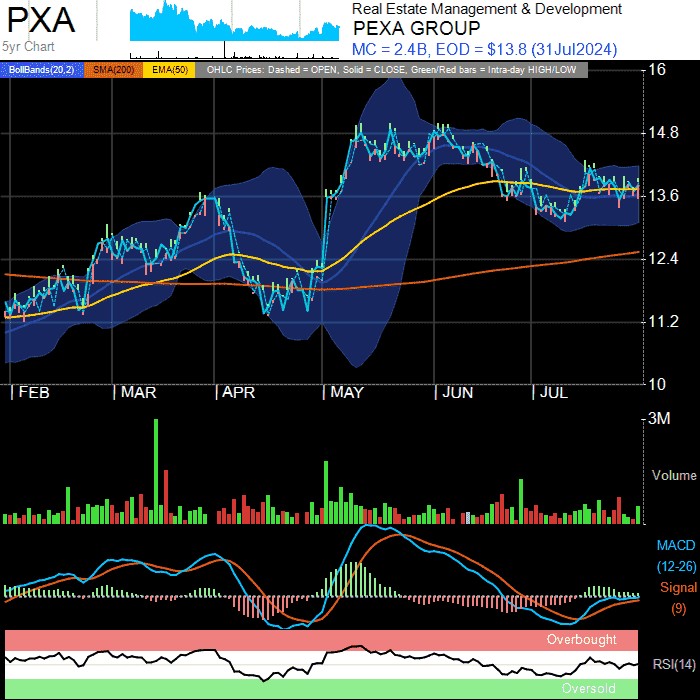 PXA
5yr Chart
Real Estate Management & Development
PEXA GROUP
MC = 2.4B, EOD = $13.8 (31Jul2024)
BollBands(20,2) SMA(200) EMA(50) OHLC Prices: Dashed = OPEN, Solid = CLOSE, Green/Red bars = Intra-day HIGH/LOW
16
14.8
13.6
12.4
11.2
10
| FEB | MAR | APR | MAY | JUN | JUL
3M
Volume
MACD
(12-26)
Signal
(9)
Overbought
RSI(14)
Oversold